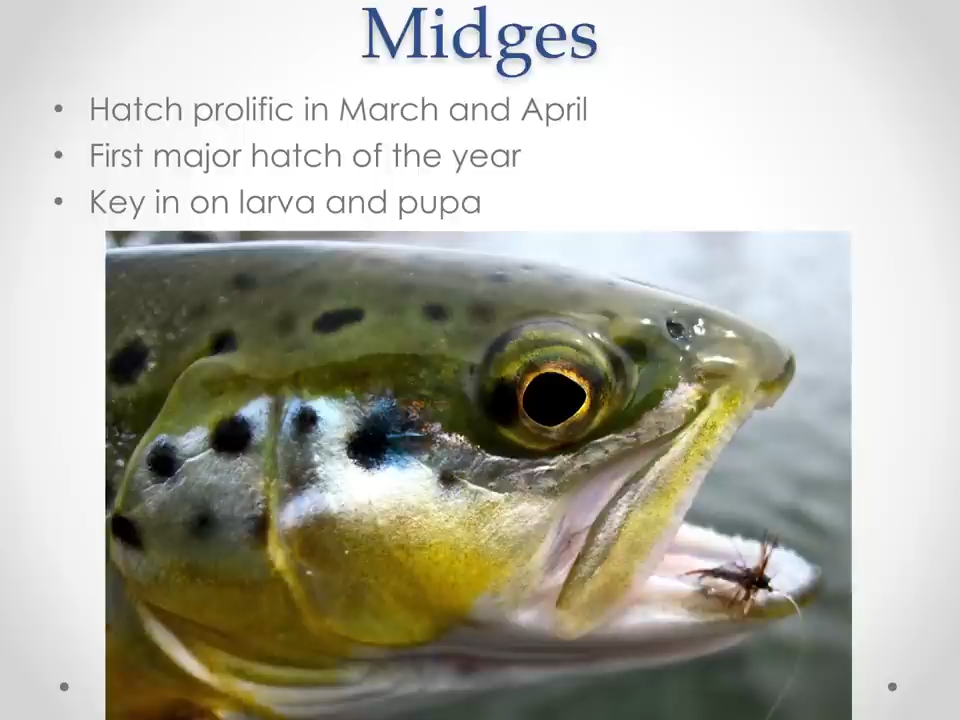 Midges
• Hatch prolific in March and April
• First major hatch of the year
• Key in on larva and pupa